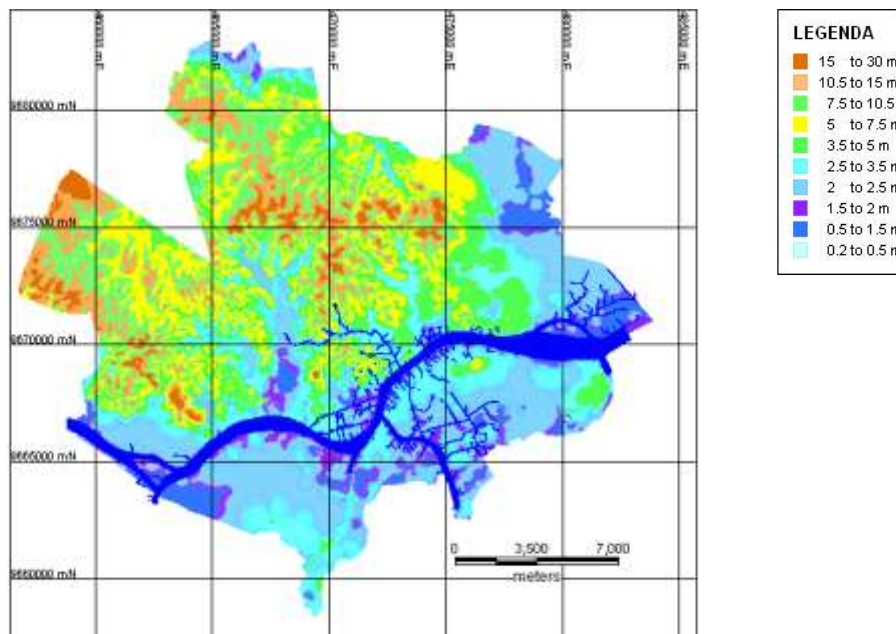 LEGENDA
15 to 30 m
10.5 to 15 m
7.5 to 10.5
5 to 7.5 m
3.5 to 5 m
2.5 to 3.5 m
2 to 2.5 m
1.5 to 2 m
0.5 to 1.5 m
0.2 to 0.5 m
9680000 mN
9675000 mN
9670000 mN
9665000 mN
9660000 mN
0 3,500 7,000
meters